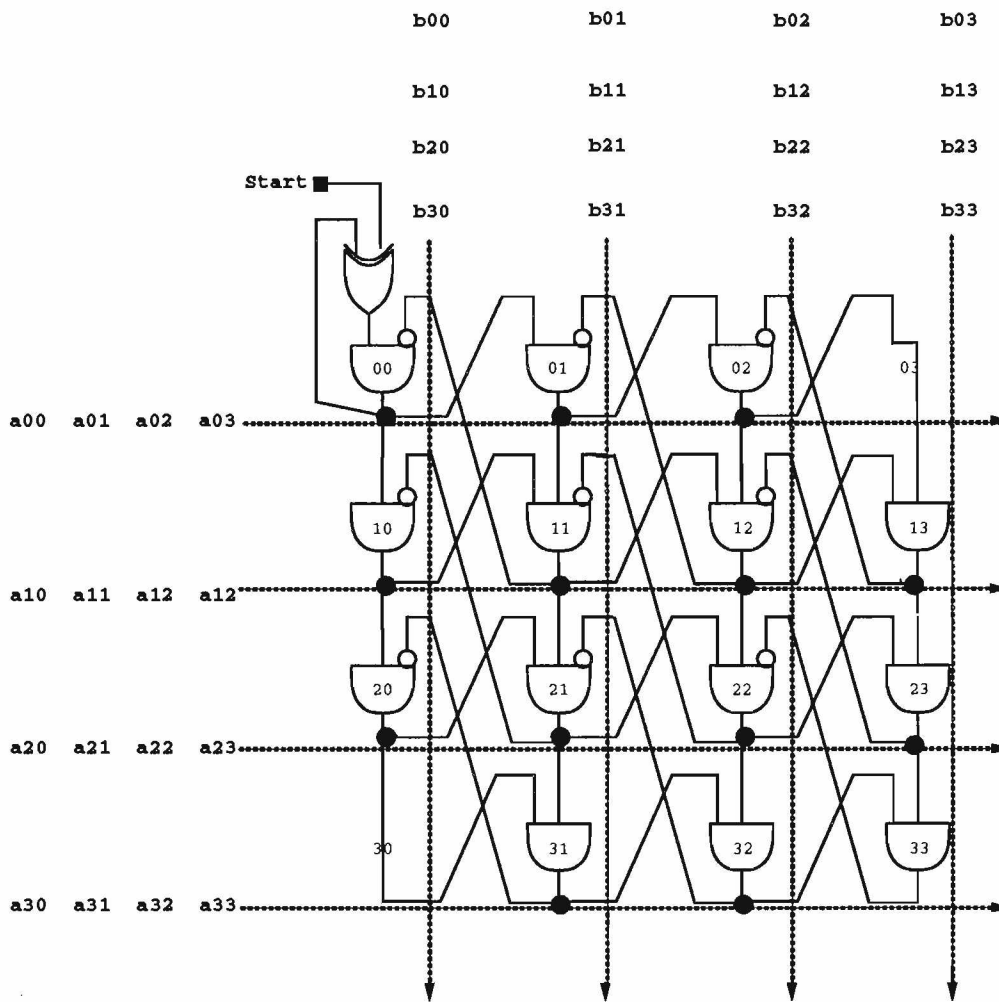 b00 b01 b02 b03
b10 b11 b12 b13
b20 b21 b22 b23
Start
b30 b31 b32 b33
00 01 02 03
a00 a01 a02 a03
10 11 12 13
a10 a11 a12 a12
20 21 22 23
a20 a21 a22 a23
30 31 32 33
a30 a31 a32 a33